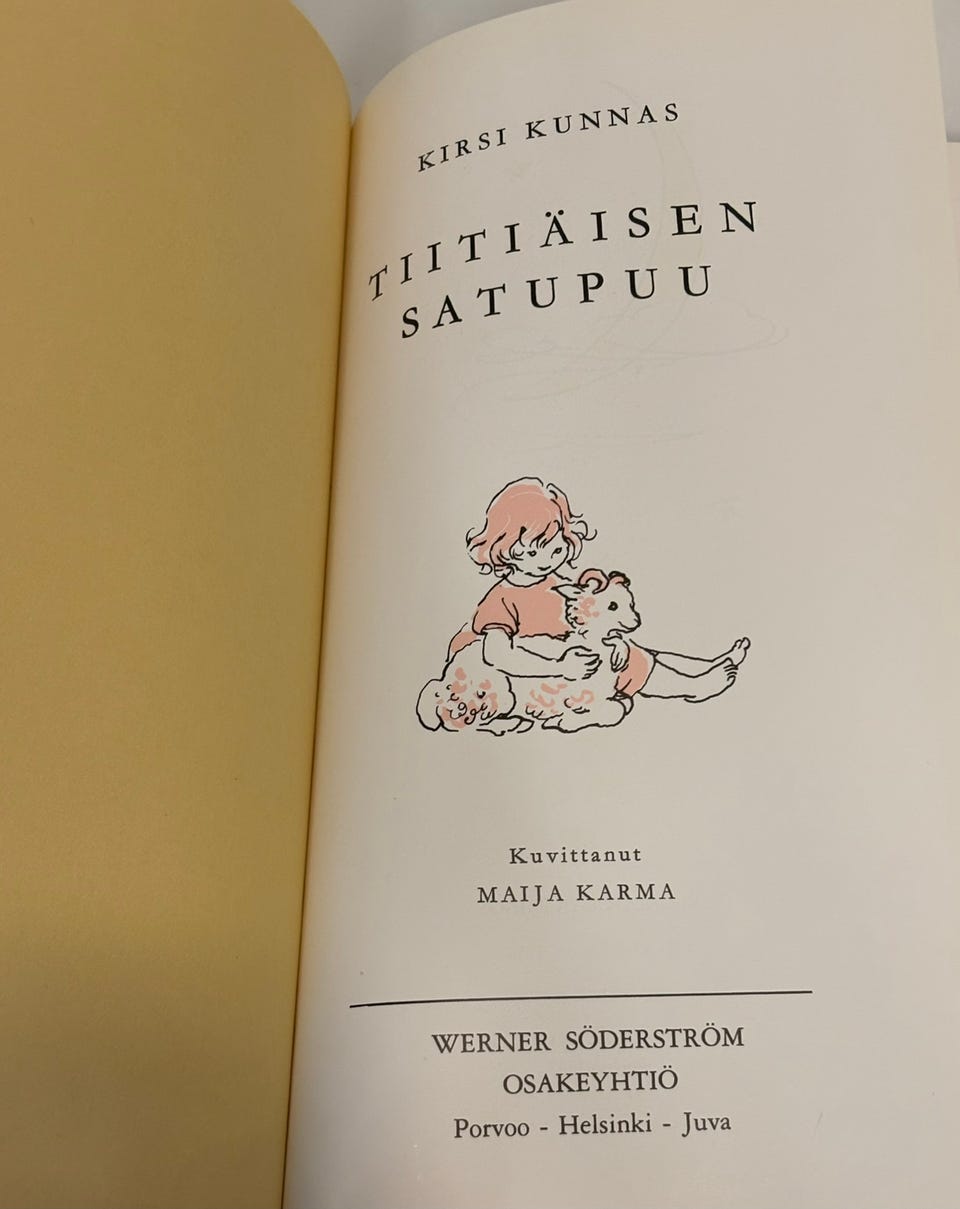 KIRSI KUNNAS
TIITIÄISEN
SATUPUU
Kuvittanut
MAIJA KARMA
WERNER SÖDERSTRÖM
OSAKEYHTIÖ
Porvoo - Helsinki - Juva